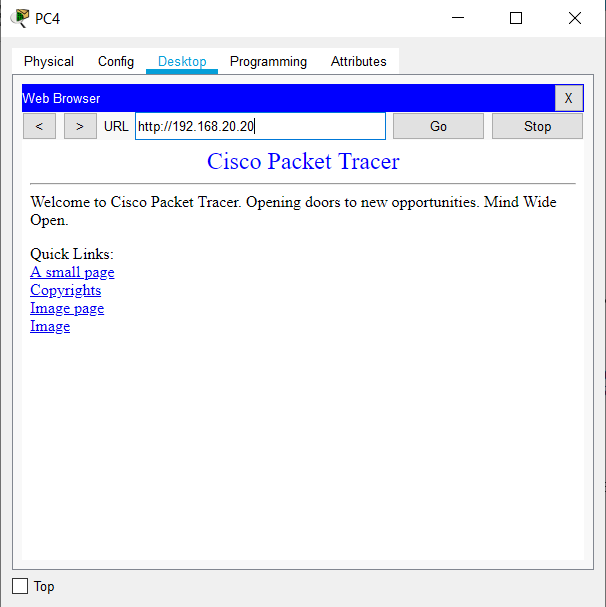 PC4
Physical Config Desktop Programming Attributes
Web Browser X
< > URL http://192.168.20.20 Go Stop
Cisco Packet Tracer
Welcome to Cisco Packet Tracer. Opening doors to new opportunities. Mind Wide
Open.
Quick Links:
A small page
Copyrights
Image page
Image
Top